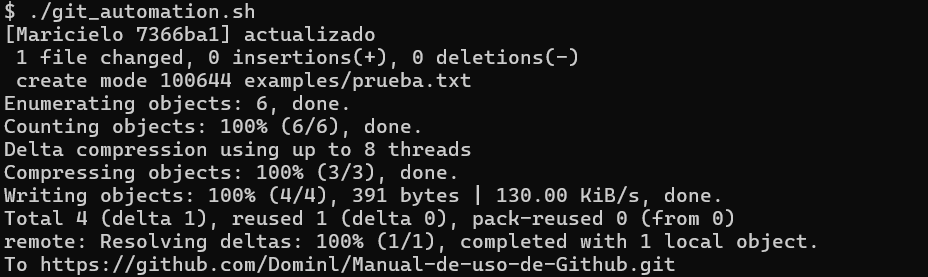 $ ./git_automation.sh
[Maricielo 7366ba1] actualizado
 1 file changed, 0 insertions(+), 0 deletions(-)
 create mode 100644 examples/prueba.txt
Enumerating objects: 6, done.
Counting objects: 100% (6/6), done.
Delta compression using up to 8 threads
Compressing objects: 100% (3/3), done.
Writing objects: 100% (4/4), 391 bytes | 130.00 KiB/s, done.
Total 4 (delta 1), reused 1 (delta 0), pack-reused 0 (from 0)
remote: Resolving deltas: 100% (1/1), completed with 1 local object.
To https://github.com/Dominl/Manual-de-uso-de-Github.git